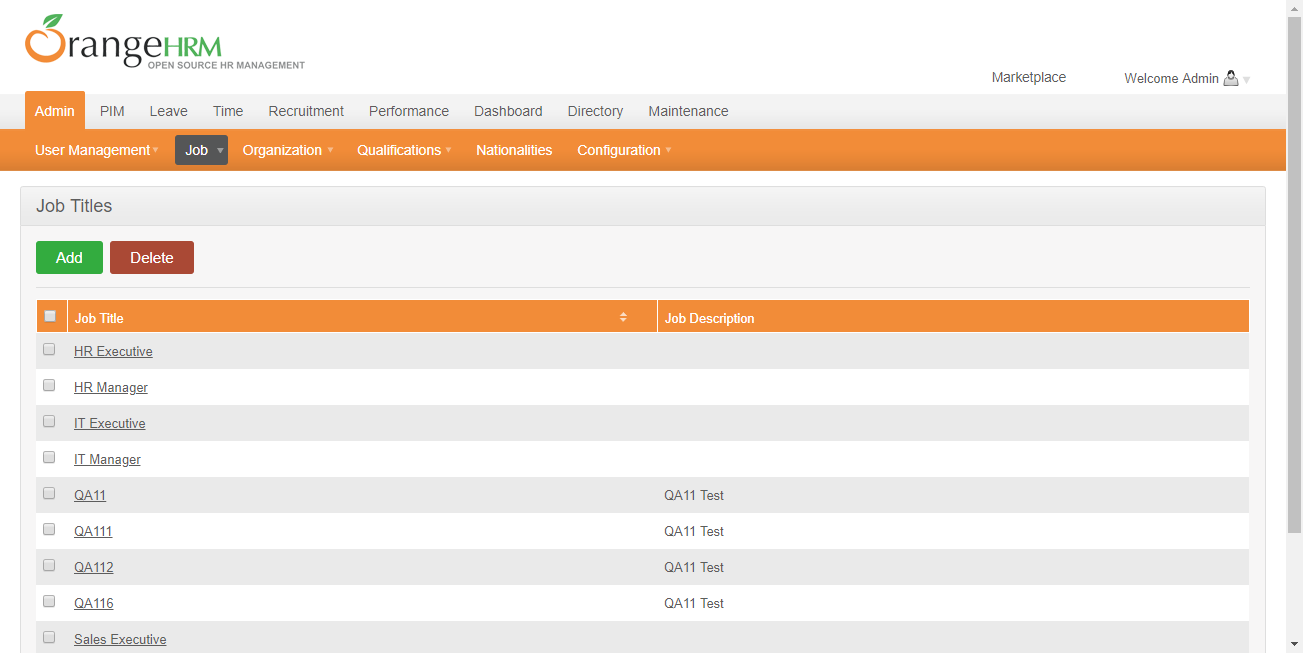 OrangeHRM
OPEN SOURCE HR MANAGEMENT
Marketplace Welcome Admin
Admin PIM Leave Time Recruitment Performance Dashboard Directory Maintenance
User Management Job Organization Qualifications Nationalities Configuration
Job Titles
Add Delete
Job Title Job Description
HR Executive
HR Manager
IT Executive
IT Manager
QA11 QA11 Test
QA111 QA11 Test
QA112 QA11 Test
QA116 QA11 Test
Sales Executive